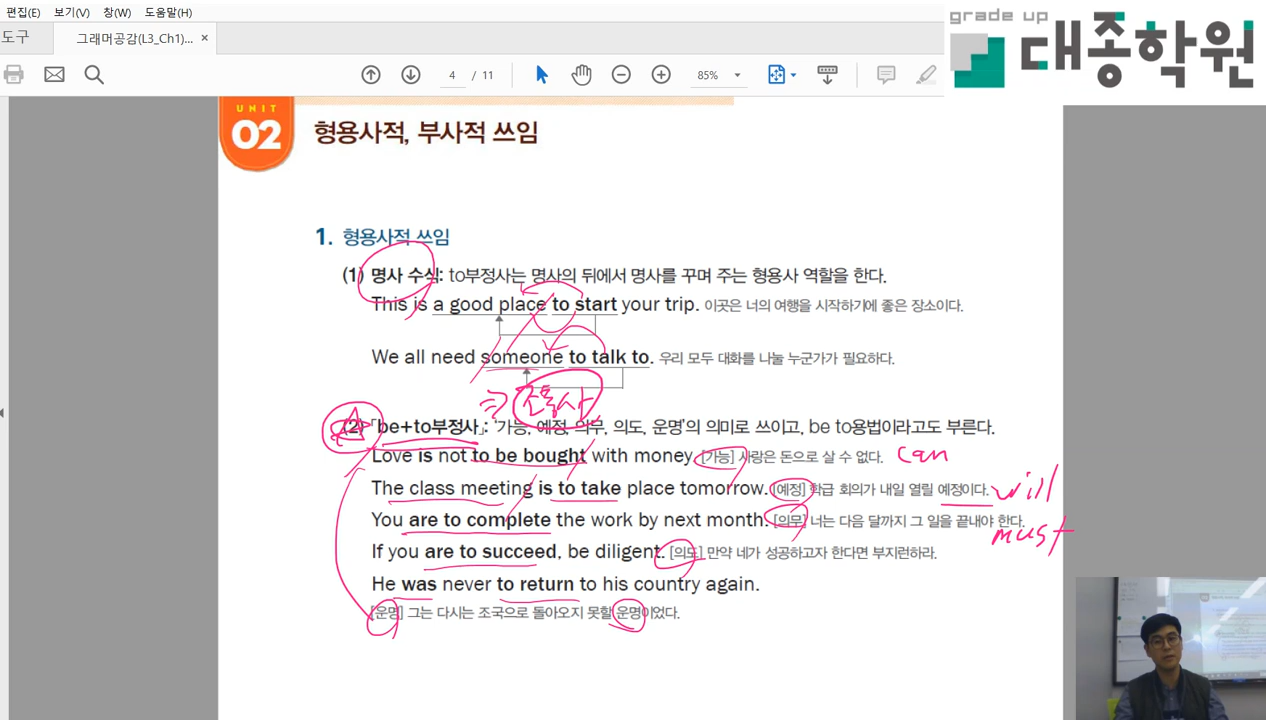 편집(E) 보기(V) 창(W) 도움말(H)
grade up
대종학원
도구 그래머공감(L3_Ch1) ×
4 / 11 85%
UNIT
02 형용사적, 부사적 쓰임
1. 형용사적 쓰임
(1) 명사 수식: to부정사는 명사의 뒤에서 명사를 꾸며 주는 형용사 역할을 한다.
This is a good place to start your trip. 이곳은 너의 여행을 시작하기에 좋은 장소이다.
We all need someone to talk to. 우리 모두 대화를 나눌 누군가가 필요하다.
조동사
(2) 「be+to부정사」: '가능, 예정, 의무, 의도, 운명'의 의미로 쓰이고, be to용법이라고도 부른다.
Love is not to be bought with money. [가능] 사랑은 돈으로 살 수 없다. can
The class meeting is to take place tomorrow. [예정] 학급 회의가 내일 열릴 예정이다. will
You are to complete the work by next month. [의무] 너는 다음 달까지 그 일을 끝내야 한다.
must
If you are to succeed, be diligent. [의도] 만약 네가 성공하고자 한다면 부지런하라.
He was never to return to his country again.
[운명] 그는 다시는 조국으로 돌아오지 못할 운명이었다.